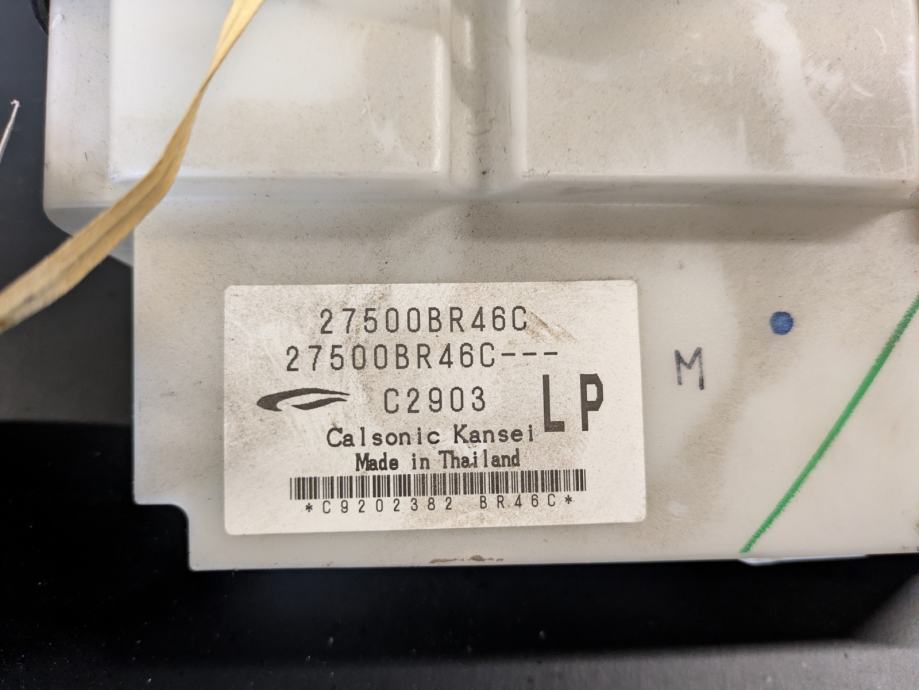 27500BR46C
27500BR46C---
C2903
LP
Calsonic Kansei
Made in Thailand
*C9202382 BR46C*
M